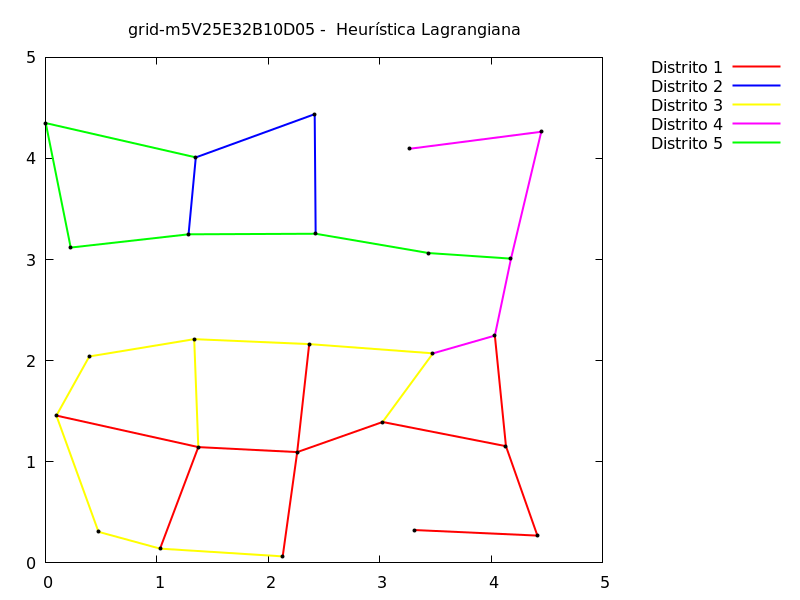 grid-m5V25E32B10D05 -  Heurística Lagrangiana
Distrito 1
Distrito 2
Distrito 3
Distrito 4
Distrito 5
5
4
3
2
1
0
0 1 2 3 4 5